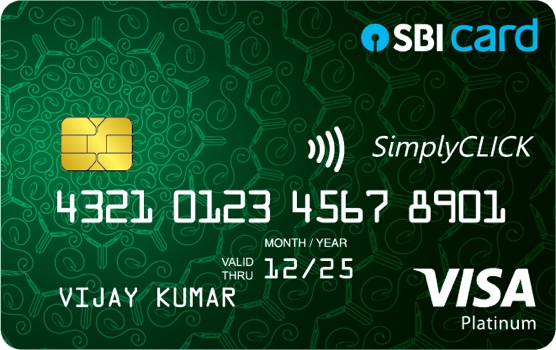 SBI card
SimplyCLICK
4321 0123 4567 8901
MONTH / YEAR
VALID THRU 12/25
VIJAY KUMAR
VISA
Platinum